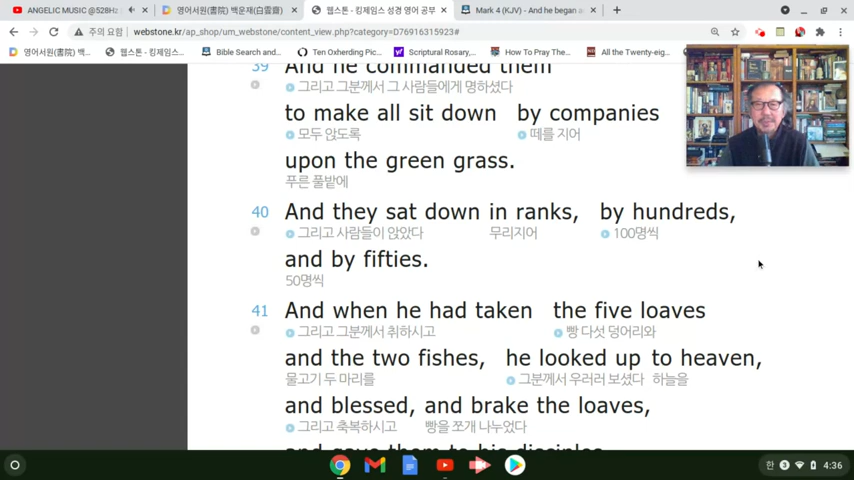 ANGELIC MUSIC @528Hz
영어서원(書院) 백운재(白雲齋)
웹스톤 - 킹제임스 성경 영어 공부
Mark 4 (KJV) - And he began a
주의 요함
webstone.kr/ap_shop/um_webstone/content_view.php?category=D76916315923#
영어서원(書院) 백...
웹스톤 - 킹제임스...
Bible Search and...
Ten Oxherding Pic...
Scriptural Rosary,...
How To Pray The...
All the Twenty-eig...
39
And he commanded them
그리고 그분께서 그 사람들에게 명하셨다
to make all sit down by companies
모두 앉도록 떼를 지어
upon the green grass.
푸른 풀밭에
40 And they sat down in ranks, by hundreds,
그리고 사람들이 앉았다 무리지어 100명씩
and by fifties.
50명씩
41 And when he had taken the five loaves
그리고 그분께서 취하시고 빵 다섯 덩어리와
and the two fishes, he looked up to heaven,
물고기 두 마리를 그분께서 우러러 보셨다 하늘을
and blessed, and brake the loaves,
그리고 축복하시고 빵을 쪼개 나누었다
and gave them to his disciples
한 3 4:36